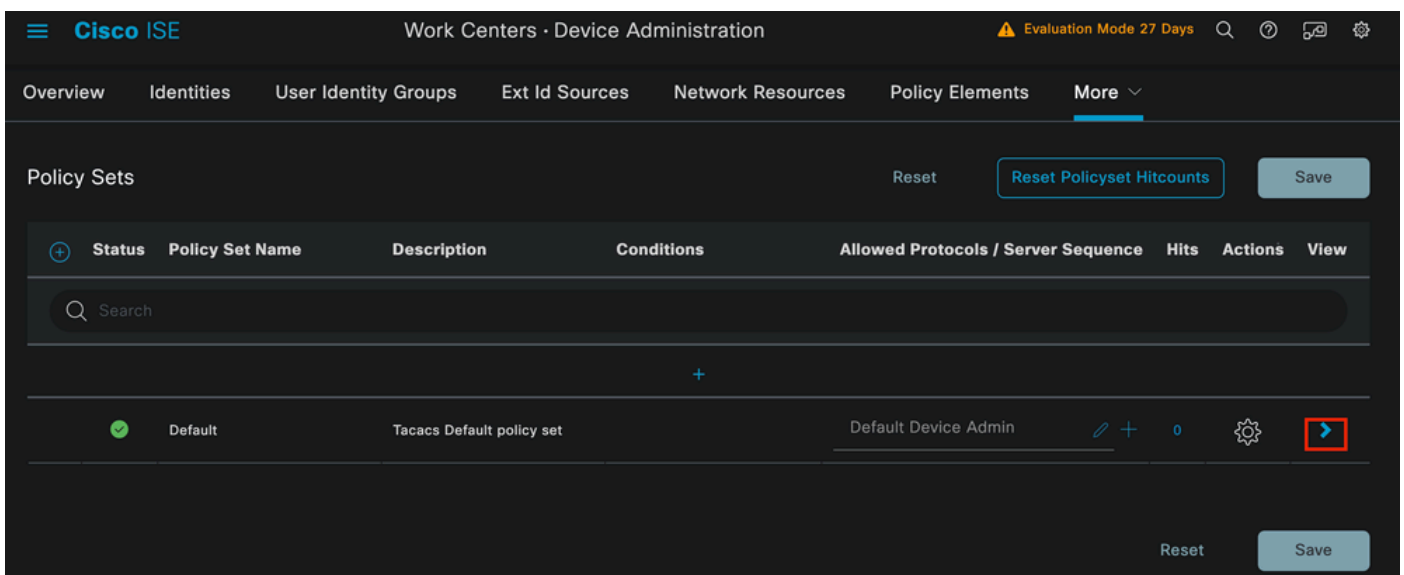 Cisco ISE Work Centers · Device Administration Evaluation Mode 27 Days
Overview Identities User Identity Groups Ext Id Sources Network Resources Policy Elements More
Policy Sets Reset Reset Policyset Hitcounts Save
Status Policy Set Name Description Conditions Allowed Protocols / Server Sequence Hits Actions View
Search
+
Default Tacacs Default policy set Default Device Admin + 0
Reset Save